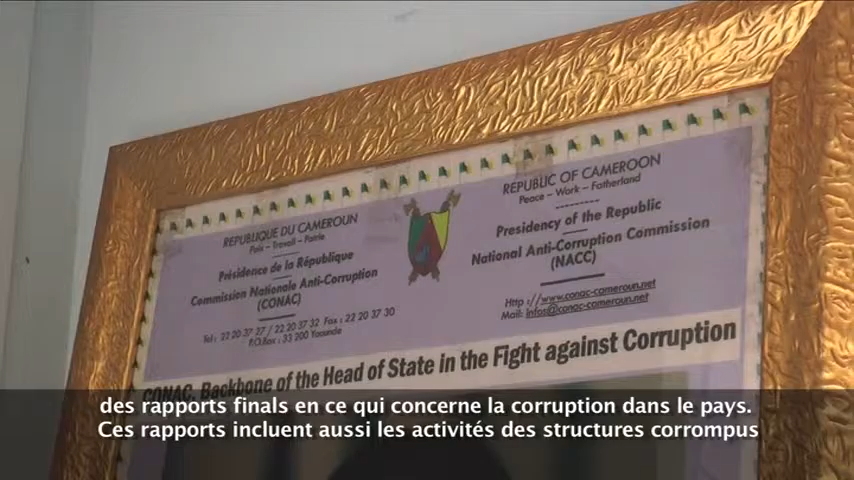 REPUBLIQUE DU CAMEROUN
Paix – Travail – Patrie
Présidence de la République
Commission Nationale Anti-Corruption
(CONAC)
Tel : 22 20 37 27 / 22 20 37 32 Fax : 22 20 37 30
P.O.Box : 33 200 Yaounde
REPUBLIC OF CAMEROON
Peace – Work – Fatherland
Presidency of the Republic
National Anti-Corruption Commission
(NACC)
Http ://www.conac-cameroun.net
Mail: infos@conac-cameroun.net
CONAC, Backbone of the Head of State in the Fight against Corruption
des rapports finals en ce qui concerne la corruption dans le pays.
Ces rapports incluent aussi les activités des structures corrompus